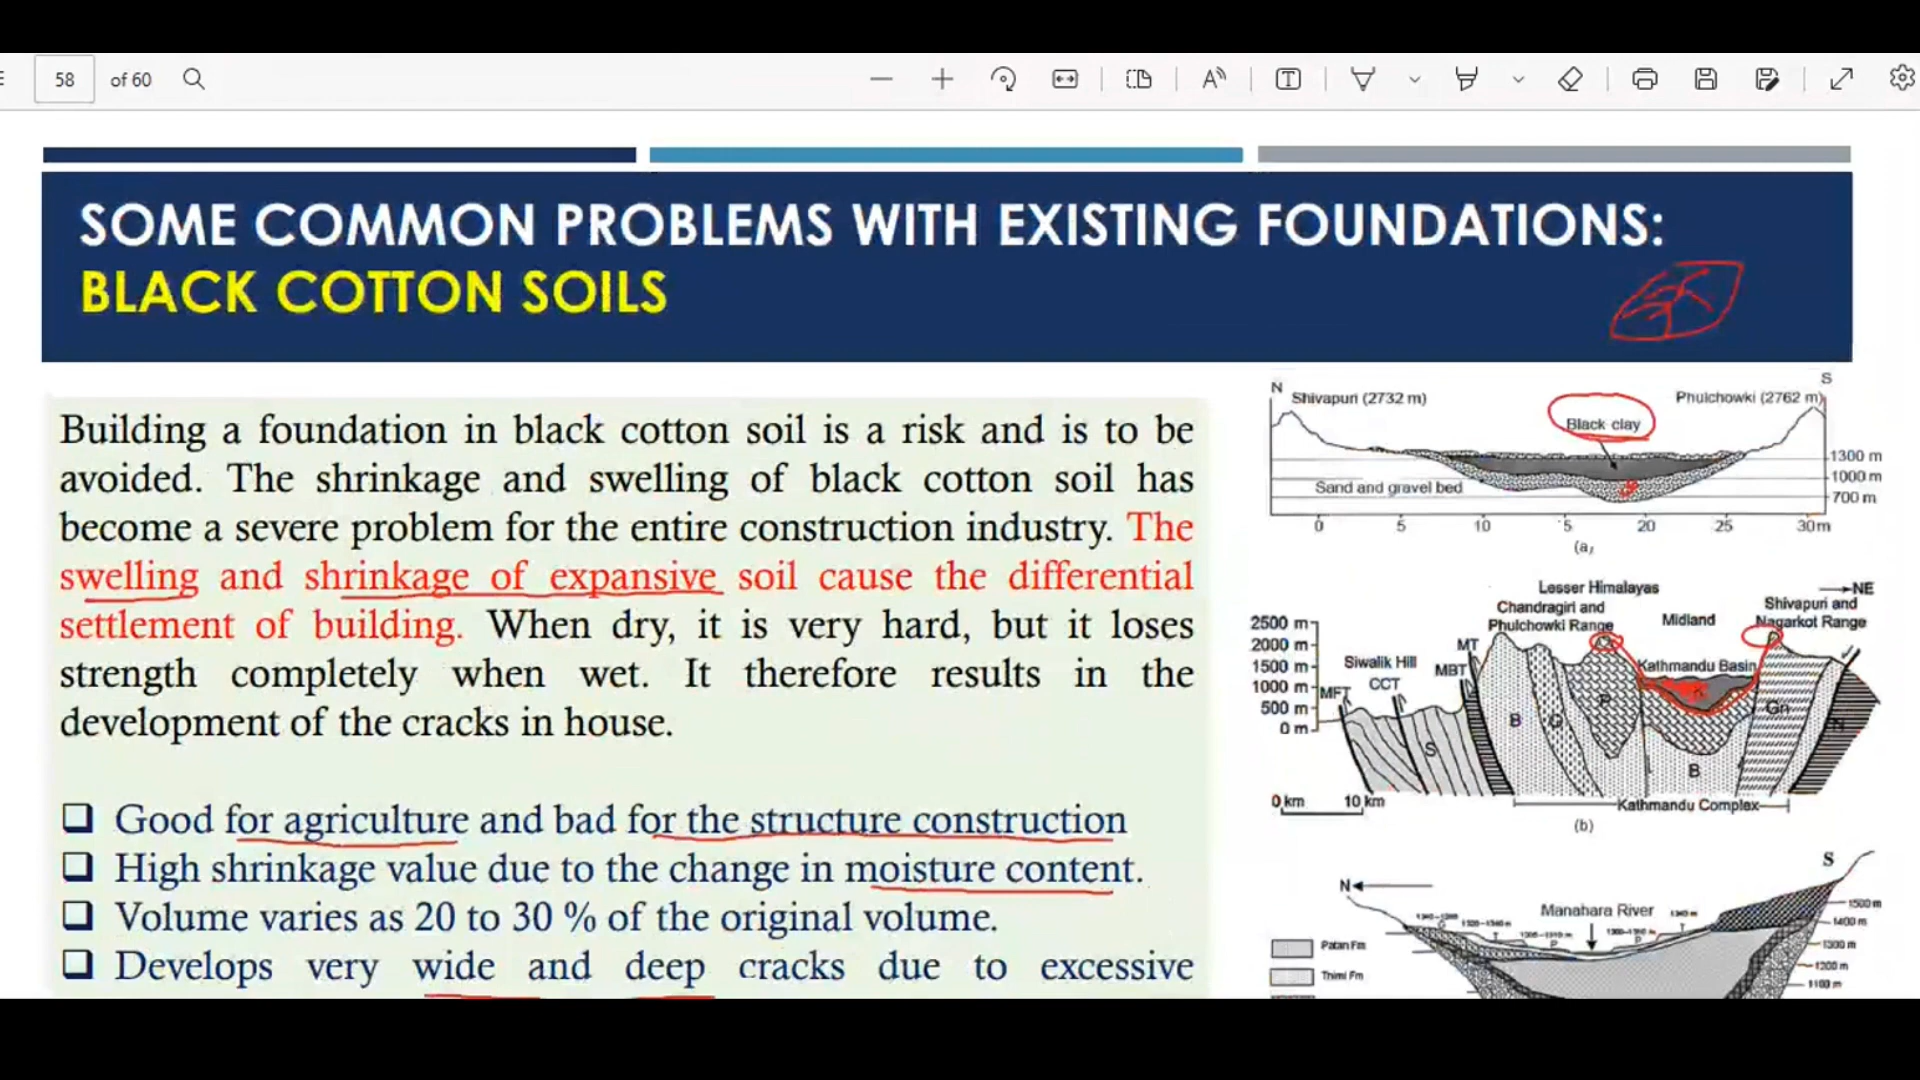 58 of 60
SOME COMMON PROBLEMS WITH EXISTING FOUNDATIONS:
BLACK COTTON SOILS
Building a foundation in black cotton soil is a risk and is to be
avoided. The shrinkage and swelling of black cotton soil has
become a severe problem for the entire construction industry. The
swelling and shrinkage of expansive soil cause the differential
settlement of building. When dry, it is very hard, but it loses
strength completely when wet. It therefore results in the
development of the cracks in house.
Good for agriculture and bad for the structure construction
High shrinkage value due to the change in moisture content.
Volume varies as 20 to 30 % of the original volume.
Develops very wide and deep cracks due to excessive
N S
Shivapuri (2732 m) Phulchowki (2762 m)
Black clay
1300 m
1000 m
Sand and gravel bed
700 m
0 5 10 5 20 25 30m
(a)
Lesser Himalayas NE
Chandragiri and Phulchowki Range
Midland
Shivapuri and Nagarkot Range
2500 m
2000 m
1500 m
1000 m
500 m
0 m
MT
Siwalik Hill
MBT
CCT
MFT
Kathmandu Basin
S B G P K B Gn N
0 km 10 km
Kathmandu Complex
(b)
S
N
Manahara River
1500 m
1400 m
1300 m
1200 m
1100 m
Patan Fm
Thimi Fm